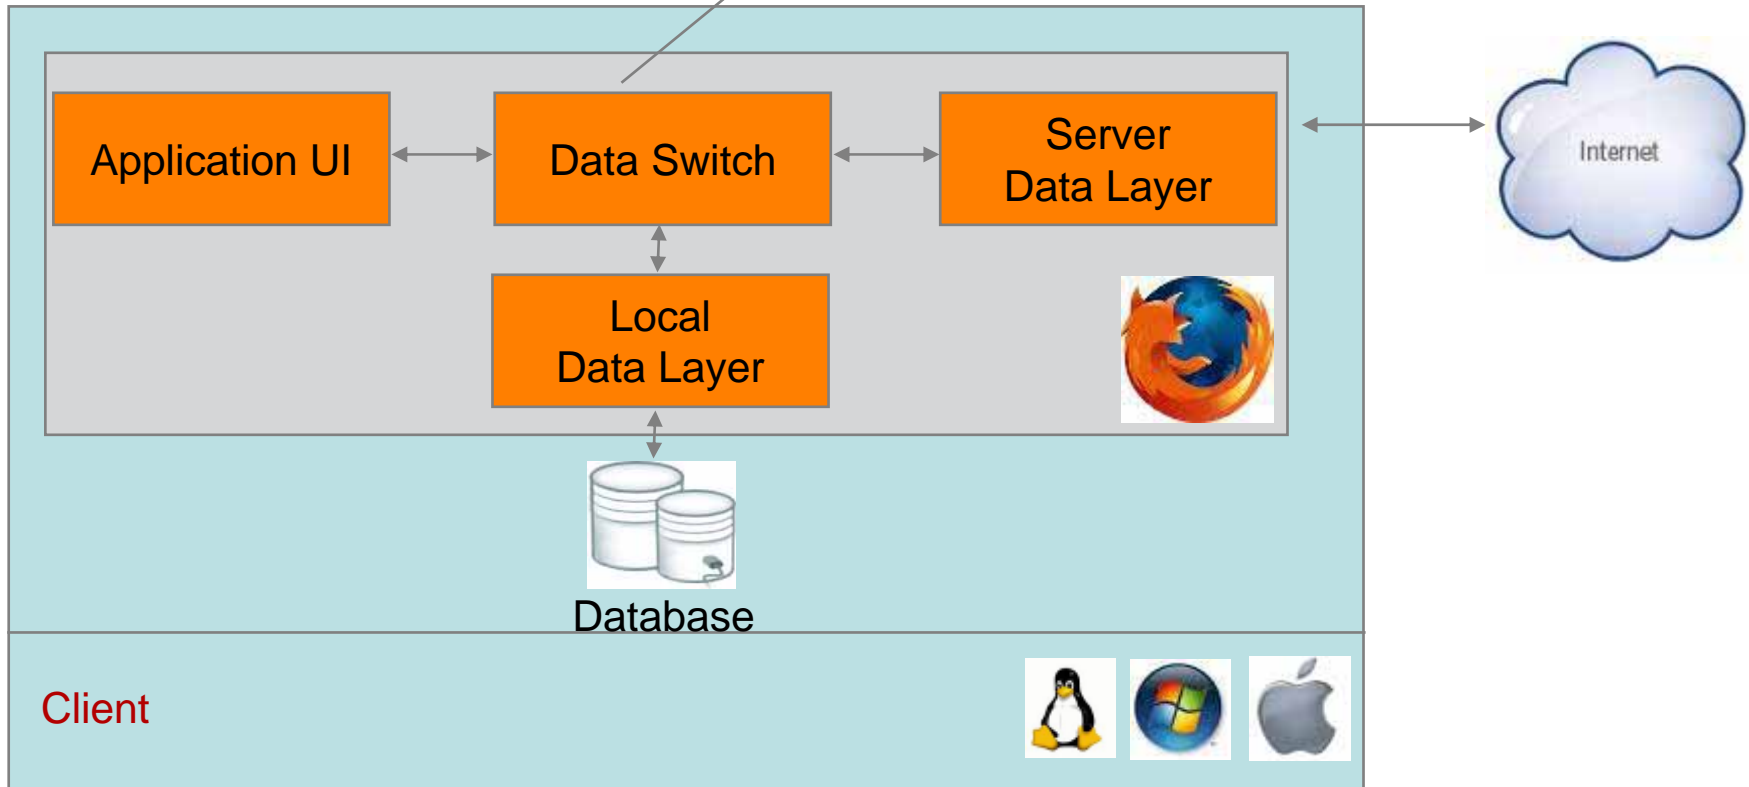 Application UI
Data Switch
Server
Data Layer
Internet
Local
Data Layer
Database
Client